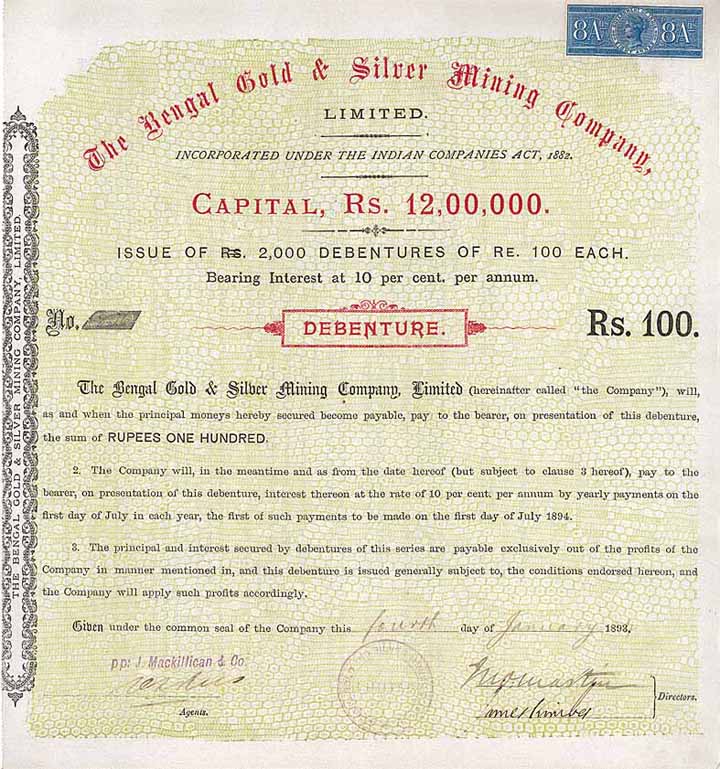 8As 8As
The Bengal Gold & Silver Mining Company,
LIMITED.
INCORPORATED UNDER THE INDIAN COMPANIES ACT, 1882.
CAPITAL, RS. 12,00,000.
ISSUE OF RS. 2,000 DEBENTURES OF RE. 100 EACH.
Bearing Interest at 10 per cent. per annum.
No.
DEBENTURE.
Rs. 100.
The Bengal Gold & Silver Mining Company, Limited (hereinafter called "the Company"), will,
as and when the principal moneys hereby secured become payable, pay to the bearer, on presentation of this debenture,
the sum of RUPEES ONE HUNDRED.
2. The Company will, in the meantime and as from the date hereof (but subject to clause 3 hereof), pay to the
bearer, on presentation of this debenture, interest thereon at the rate of 10 per cent. per annum by yearly payments on the
first day of July in each year, the first of such payments to be made on the first day of July 1894.
3. The principal and interest secured by debentures of this series are payable exclusively out of the profits of the
Company in manner mentioned in, and this debenture is issued generally subject to, the conditions endorsed hereon, and
the Company will apply such profits accordingly.
Given under the common seal of the Company this fourth day of January 1893.
pp: J. Mackillican & Co
Agents.
Directors.
THE BENGAL GOLD & SILVER MINING COMPANY, LIMITED.